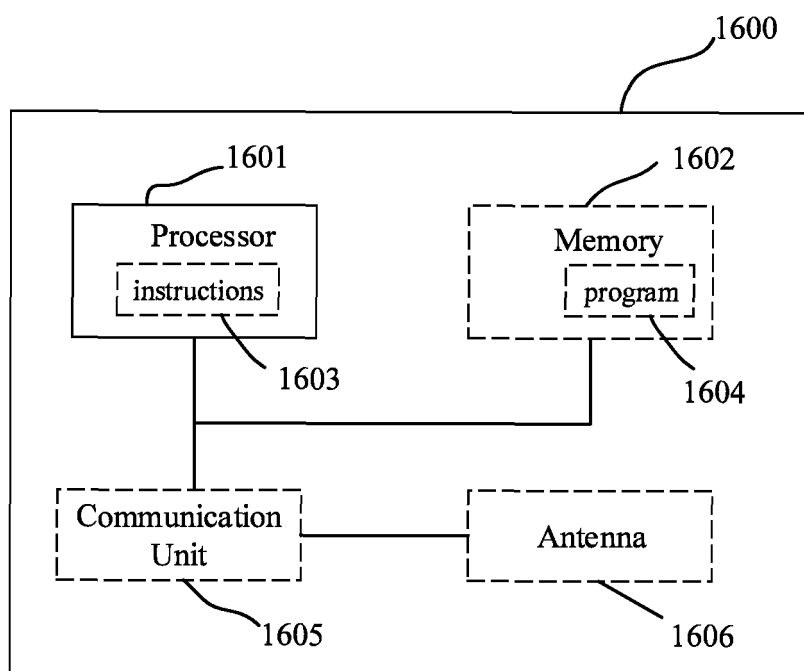 1600
1601
1602
Processor
instructions
Memory
program
1603
1604
Communication
Unit
Antenna
1605
1606